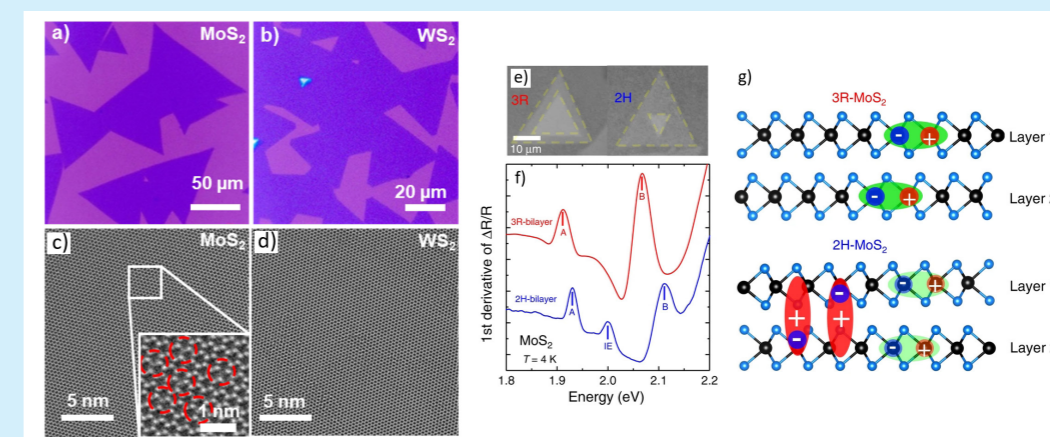 a)
MoS₂
50 μm
b)
WS₂
20 μm
c)
MoS₂
5 nm
1 nm
d)
WS₂
5 nm
e)
3R
2H
10 μm
f)
1st derivative of ΔR/R
3R-bilayer
A
B
2H-bilayer
A
IE
B
MoS₂
T = 4 K
1.8 1.9 2.0 2.1 2.2
Energy (eV)
g)
3R-MoS₂
- +
Layer
- +
Layer
2H-MoS₂
+ - + - +
Layer
- - +
Layer